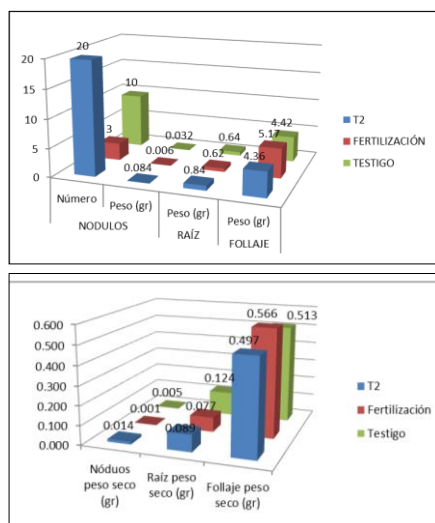 20
20
15
10
10
5
0
3
0.006
0.084
0.032
0.62
0.84
0.64
4.42
5.17
4.36
Número
Peso (gr)
Peso (gr)
Peso (gr)
NODULOS
RAÍZ
FOLLAJE
T2
FERTILIZACIÓN
TESTIGO
0.600
0.500
0.400
0.300
0.200
0.100
0.000
0.014
0.001
0.005
0.089
0.077
0.124
0.497
0.566
0.513
Nóduos
peso seco
(gr)
Raíz peso
seco (gr)
Follaje peso
seco (gr)
T2
Fertilización
Testigo